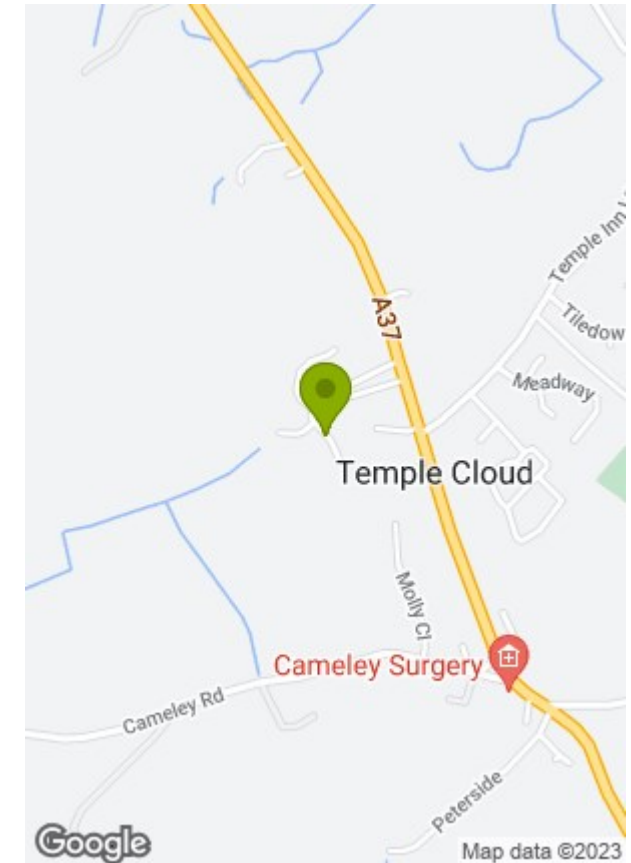 Temple Inn L
A37
Tiledow
Meadway
Temple Cloud
Molly Cl
Cameley Surgery
Cameley Rd
Peterside
Google
Map data ©2023